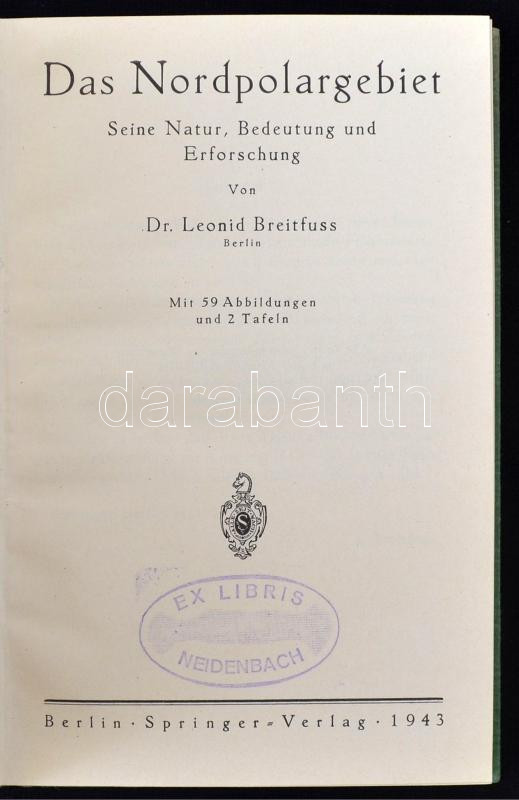 Das Nordpolargebiet
Seine Natur, Bedeutung und
Erforschung
Von
Dr. Leonid Breitfuss
Berlin
Mit 59 Abbildungen
und 2 Tafeln
darabanth
S
EX LIBRIS
NEIDENBACH
Berlin · Springer=Verlag · 1943